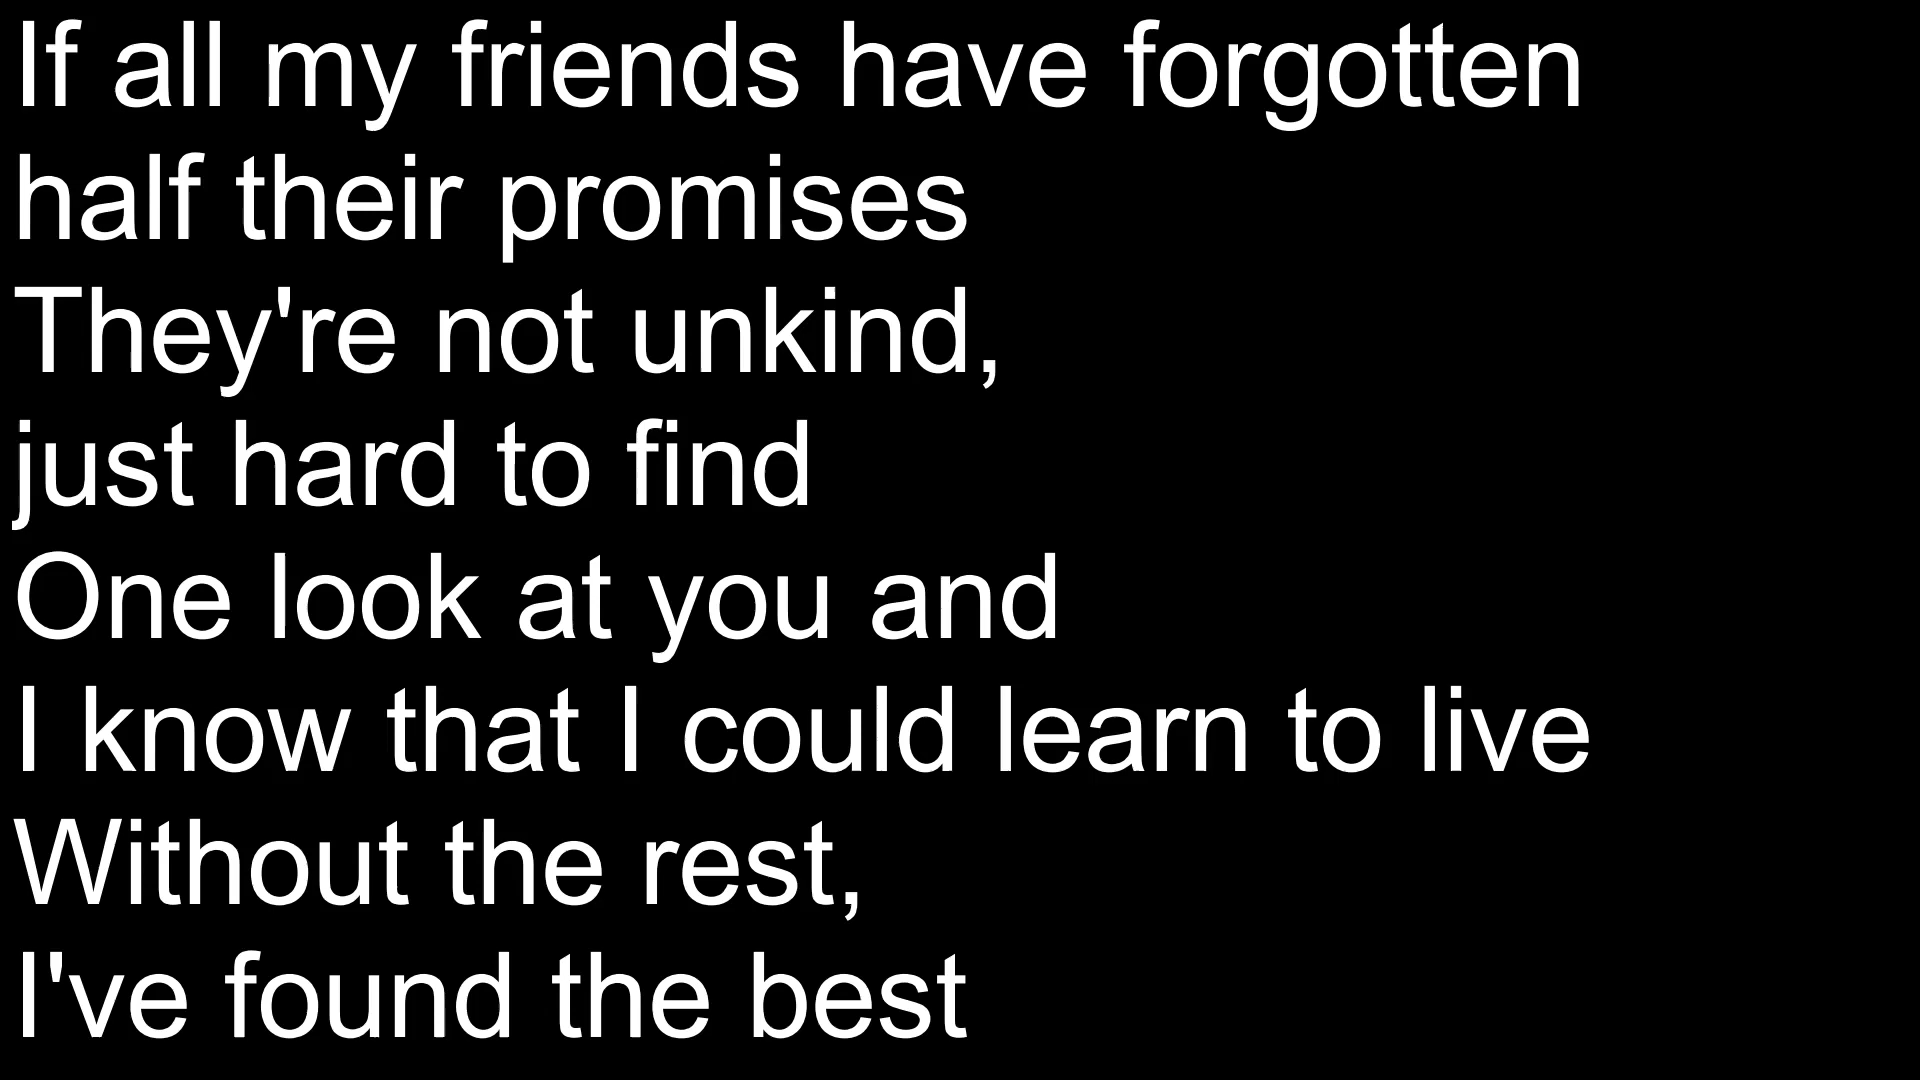 If all my friends have forgotten
half their promises
They're not unkind,
just hard to find
One look at you and
I know that I could learn to live
Without the rest,
I've found the best